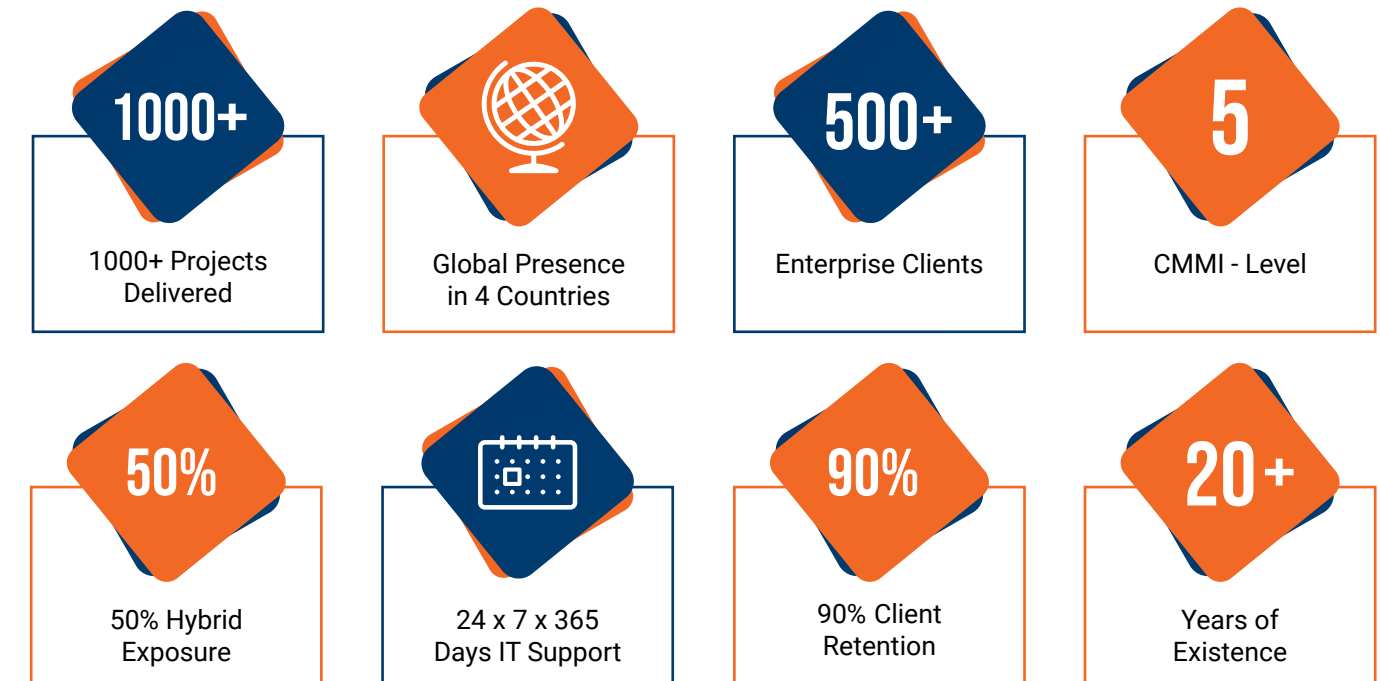 1000+
1000+ Projects
Delivered
Global Presence
in 4 Countries
500+
Enterprise Clients
5
CMMI - Level
50%
50% Hybrid
Exposure
24 x 7 x 365
Days IT Support
90%
90% Client
Retention
20+
Years of
Existence